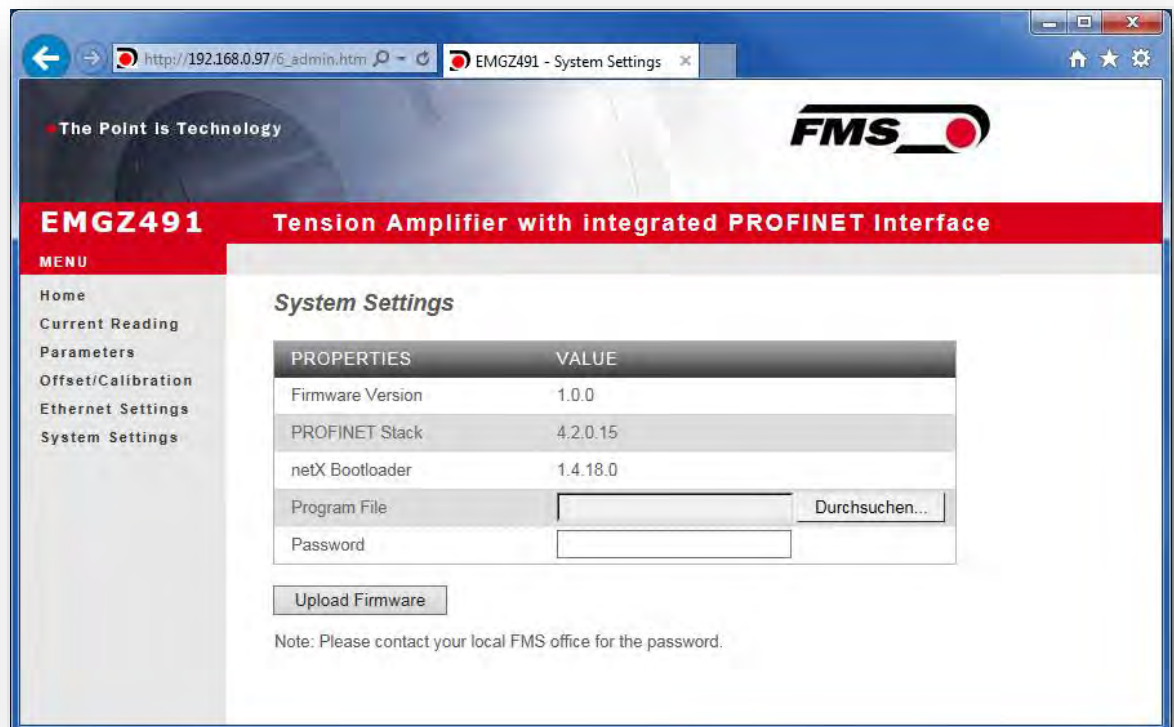 http://192.168.0.97/6_admin.htm
EMGZ491 - System Settings
The Point is Technology
FMS
EMGZ491
Tension Amplifier with integrated PROFINET Interface
MENU
Home
Current Reading
Parameters
Offset/Calibration
Ethernet Settings
System Settings
System Settings
PROPERTIES VALUE
Firmware Version 1.0.0
PROFINET Stack 4.2.0.15
netX Bootloader 1.4.18.0
Program File Durchsuchen...
Password
Upload Firmware
Note: Please contact your local FMS office for the password.